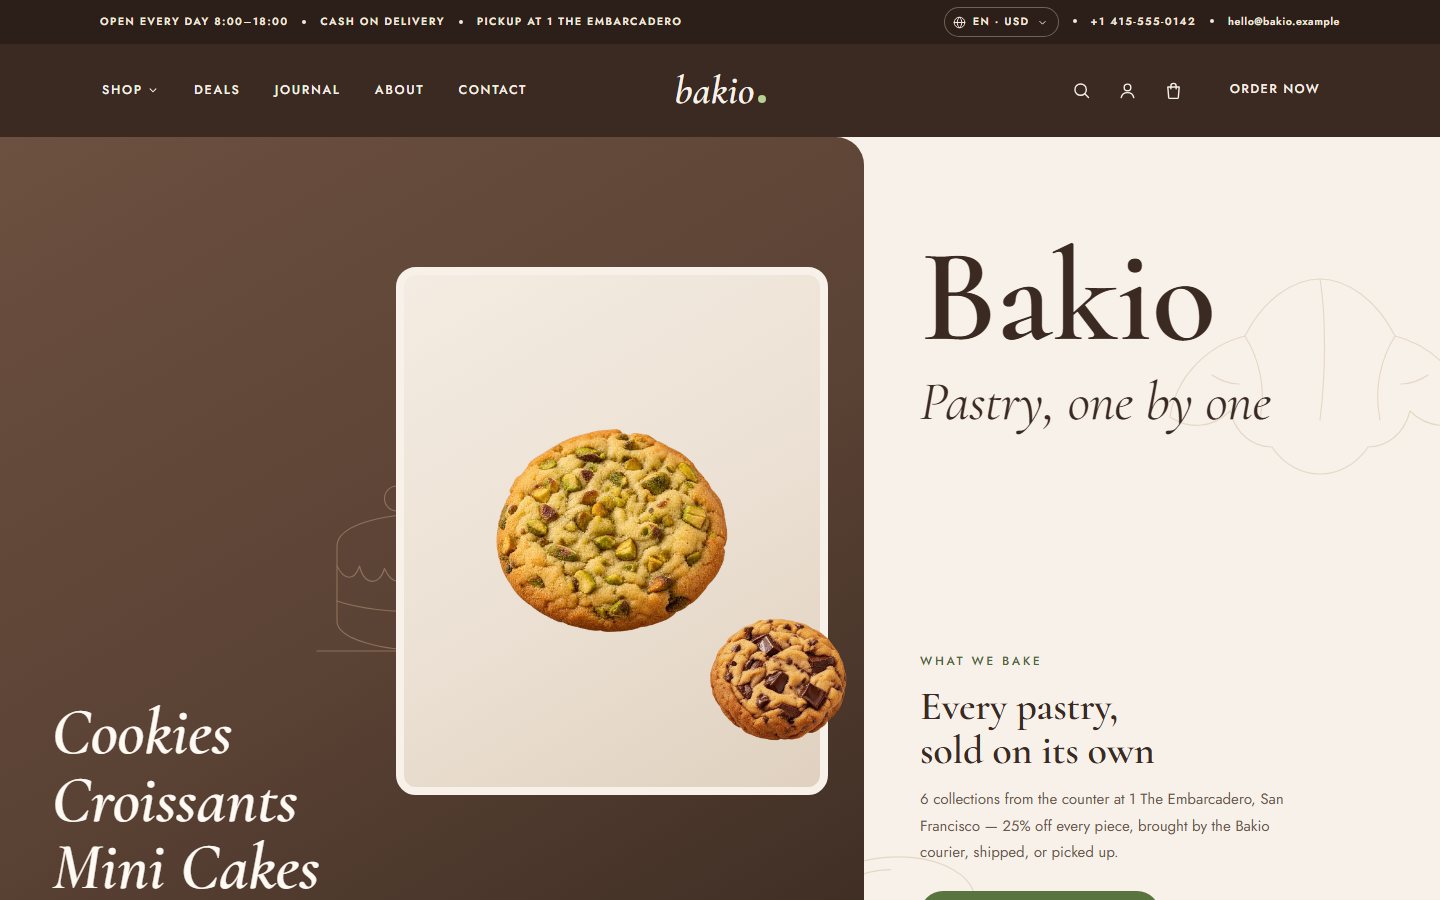 OPEN EVERY DAY 8:00–18:00 • CASH ON DELIVERY • PICKUP AT 1 THE EMBARCADERO
EN · USD • +1 415-555-0142 • hello@bakio.example
SHOP DEALS JOURNAL ABOUT CONTACT
bakio.
ORDER NOW
Cookies
Croissants
Mini Cakes
Bakio
Pastry, one by one
WHAT WE BAKE
Every pastry,
sold on its own
6 collections from the counter at 1 The Embarcadero, San
Francisco — 25% off every piece, brought by the Bakio
courier, shipped, or picked up.